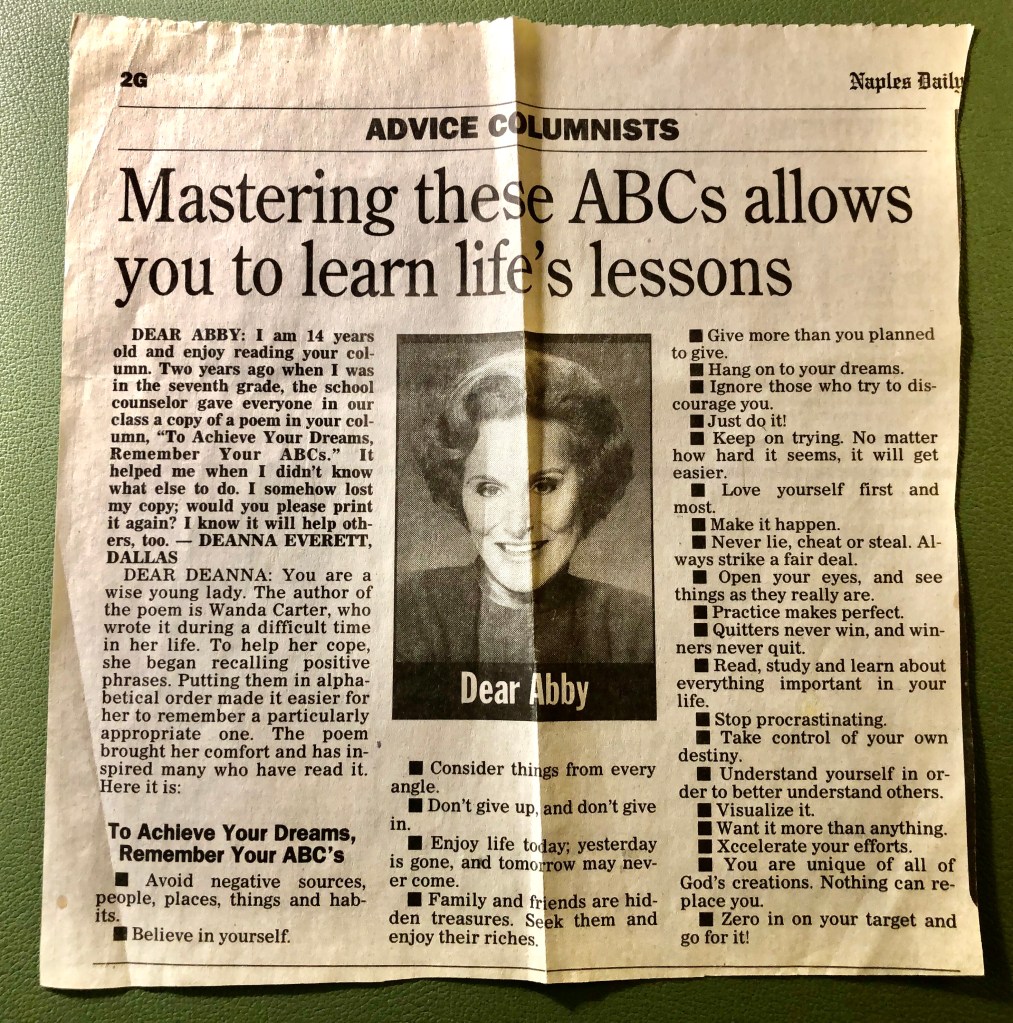 2G
Naples Daily
ADVICE COLUMNISTS
Mastering these ABCs allows
you to learn life's lessons
DEAR ABBY: I am 14 years
old and enjoy reading your col-
umn. Two years ago when I was
in the seventh grade, the school
counselor gave everyone in our
class a copy of a poem in your col-
umn, "To Achieve Your Dreams,
Remember Your ABCs." It
helped me when I didn't know
what else to do. I somehow lost
my copy; would you please print
it again? I know it will help oth-
ers, too. — DEANNA EVERETT,
DALLAS
DEAR DEANNA: You are a
wise young lady. The author of
the poem is Wanda Carter, who
wrote it during a difficult time
in her life. To help her cope,
she began recalling positive
phrases. Putting them in alpha-
betical order made it easier for
her to remember a particularly
appropriate one. The poem
brought her comfort and has in-
spired many who have read it.
Here it is:
To Achieve Your Dreams,
Remember Your ABC's
■ Avoid negative sources,
people, places, things and hab-
its.
■ Believe in yourself.
Dear Abby
■ Consider things from every
angle.
■ Don't give up, and don't give
in.
■ Enjoy life today; yesterday
is gone, and tomorrow may nev-
er come.
■ Family and friends are hid-
den treasures. Seek them and
enjoy their riches.
■ Give more than you planned
to give.
■ Hang on to your dreams.
■ Ignore those who try to dis-
courage you.
■ Just do it!
■ Keep on trying. No matter
how hard it seems, it will get
easier.
■ Love yourself first and
most.
■ Make it happen.
■ Never lie, cheat or steal. Al-
ways strike a fair deal.
■ Open your eyes, and see
things as they really are.
■ Practice makes perfect.
■ Quitters never win, and win-
ners never quit.
■ Read, study and learn about
everything important in your
life.
■ Stop procrastinating.
■ Take control of your own
destiny.
■ Understand yourself in or-
der to better understand others.
■ Visualize it.
■ Want it more than anything.
■ Xccelerate your efforts.
■ You are unique of all of
God's creations. Nothing can re-
place you.
■ Zero in on your target and
go for it!